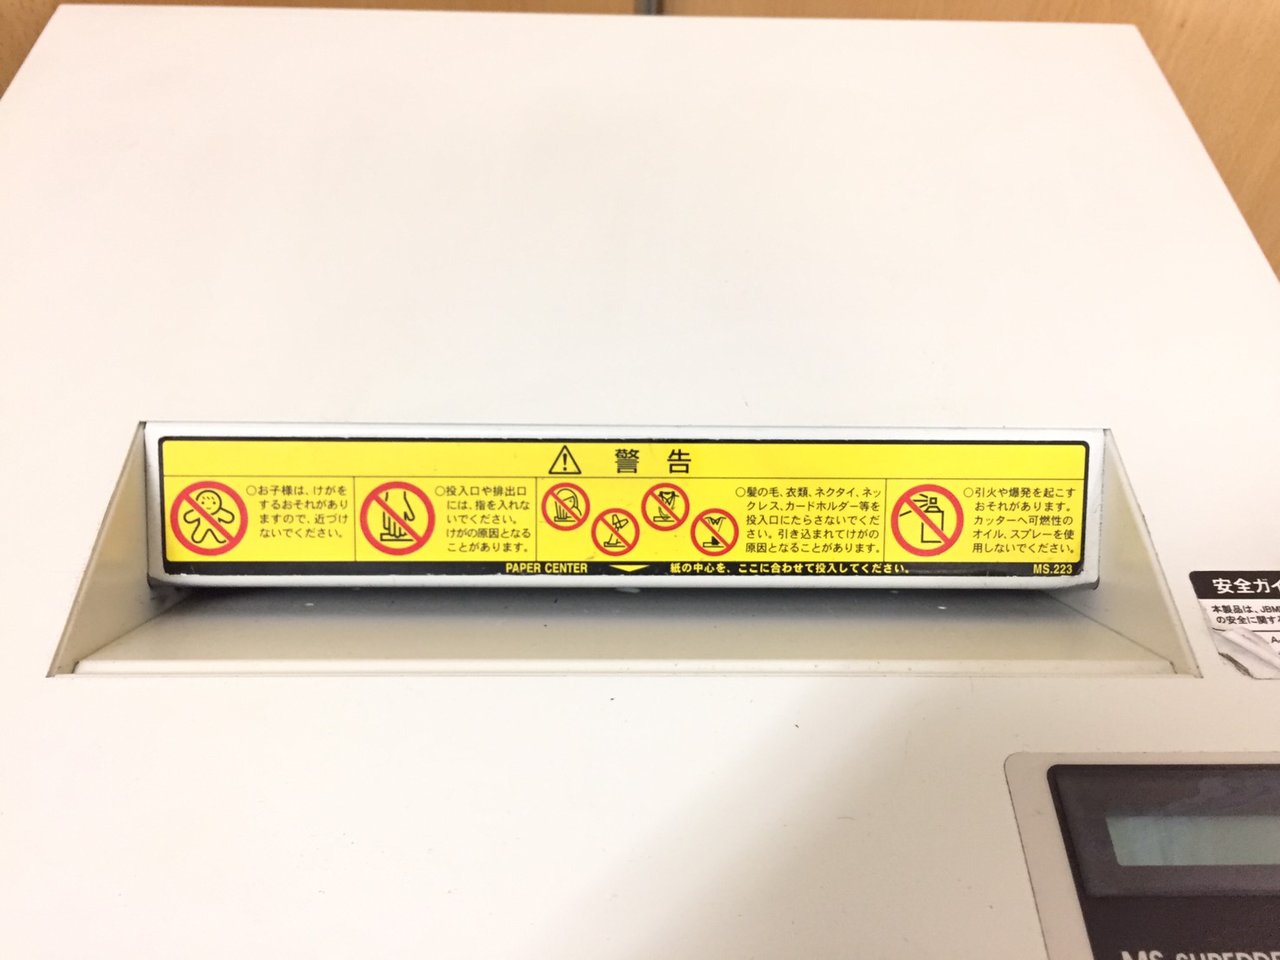 警告
○お子様は、けがを
するおそれがあり
ますので、近づけ
ないでください。
○投入口や排出口
には、指を入れな
いでください。
けがの原因となる
ことがあります。
○髪の毛、衣類、ネクタイ、ネッ
クレス、カードホルダー等を
投入口にたらさないでくだ
さい。引き込まれてけがの
原因となることがあります。
○引火や爆発を起こす
おそれがあります。
カッターへ可燃性の
オイル、スプレーを使
用しないでください。
PAPER CENTER 紙の中心を、ここに合わせて投入してください。 MS.223
安全ガイ
本製品は、JBM
の安全に関す
MS SHREDDE